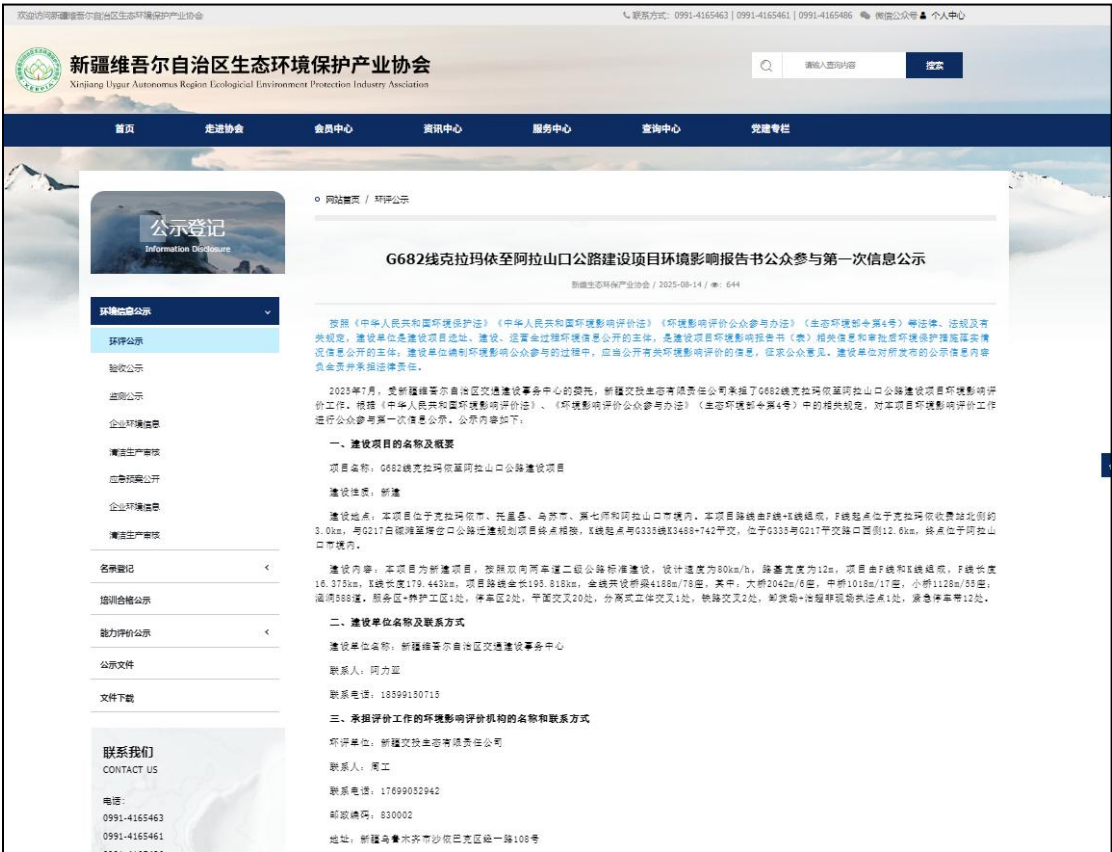 欢迎访问新疆维吾尔自治区生态环境保护产业协会
联系方式: 0991-4165463 | 0991-4165461 | 0991-4165486 微信公众号 个人中心
新疆维吾尔自治区生态环境保护产业协会
Xinjiang Uygur Autonomus Region Ecologicial Environment Protection Industry Assciation
请输入查询内容
搜索
首页 走进协会 会员中心 资讯中心 服务中心 查询中心 党建专栏
公示登记
Information Disclosure
环境信息公示
环评公示
验收公示
监测公示
企业环境信息
清洁生产审核
应急预案公开
企业环境信息
清洁生产审核
名录登记
培训合格公示
能力评价公示
公示文件
文件下载
联系我们
CONTACT US
电话:
0991-4165463
0991-4165461
网站首页 / 环评公示
G682线克拉玛依至阿拉山口公路建设项目环境影响报告书公众参与第一次信息公示
新疆生态环保产业协会 / 2025-08-14 / : 644
按照《中华人民共和国环境保护法》《中华人民共和国环境影响评价法》《环境影响评价公众参与办法》（生态环境部令第4号）等法律、法规及有
关规定，建设单位是建设项目选址、建设、运营全过程环境信息公开的主体，是建设项目环境影响报告书（表）相关信息和审批后环境保护措施落实情
况信息公开的主体；建设单位编制环境影响公众参与的过程中，应当公开有关环境影响评价的信息，征求公众意见。建设单位对所发布的公示信息内容
负全责并承担法律责任。
2025年7月，受新疆维吾尔自治区交通建设事务中心的委托，新疆交投生态有限责任公司承担了G682线克拉玛依至阿拉山口公路建设项目环境影响评
价工作。根据《中华人民共和国环境影响评价法》、《环境影响评价公众参与办法》（生态环境部令第4号）中的相关规定，对本项目环境影响评价工作
进行公众参与第一次信息公示。公示内容如下：
一、建设项目的名称及概要
项目名称：G682线克拉玛依至阿拉山口公路建设项目
建设性质：新建
建设地点：本项目位于克拉玛依市、托里县、乌苏市、第七师和阿拉山口市境内。本项目路线由F线+K线组成，F线起点位于克拉玛依收费站北侧约
3.0km，与G217白碱滩至塔岔口公路迁建规划项目终点相接，K线起点与G335线K3488+742平交，位于G335与G217平交路口西侧12.6km，终点位于阿拉山
口市境内。
建设内容：本项目为新建项目，按照双向两车道二级公路标准建设，设计速度为80km/h，路基宽度为12m，项目由F线和K线组成，F线长度
16.375km，K线长度179.443km，项目路线全长195.818km，全线共设桥梁4188m/78座，其中：大桥2042m/6座，中桥1018m/17座，小桥1128m/55座；
涵洞588道。服务区+养护工区1处，停车区2处，平面交叉20处，分离式立体交叉1处，铁路交叉2处，卸货场+治超非现场执法点1处，紧急停车带12处。
二、建设单位名称及联系方式
建设单位名称：新疆维吾尔自治区交通建设事务中心
联系人：阿力亚
联系电话：18599150715
三、承担评价工作的环境影响评价机构的名称和联系方式
环评单位：新疆交投生态有限责任公司
联系人：周工
联系电话：17699052942
邮政编码：830002
地址：新疆乌鲁木齐市沙依巴克区经一路108号